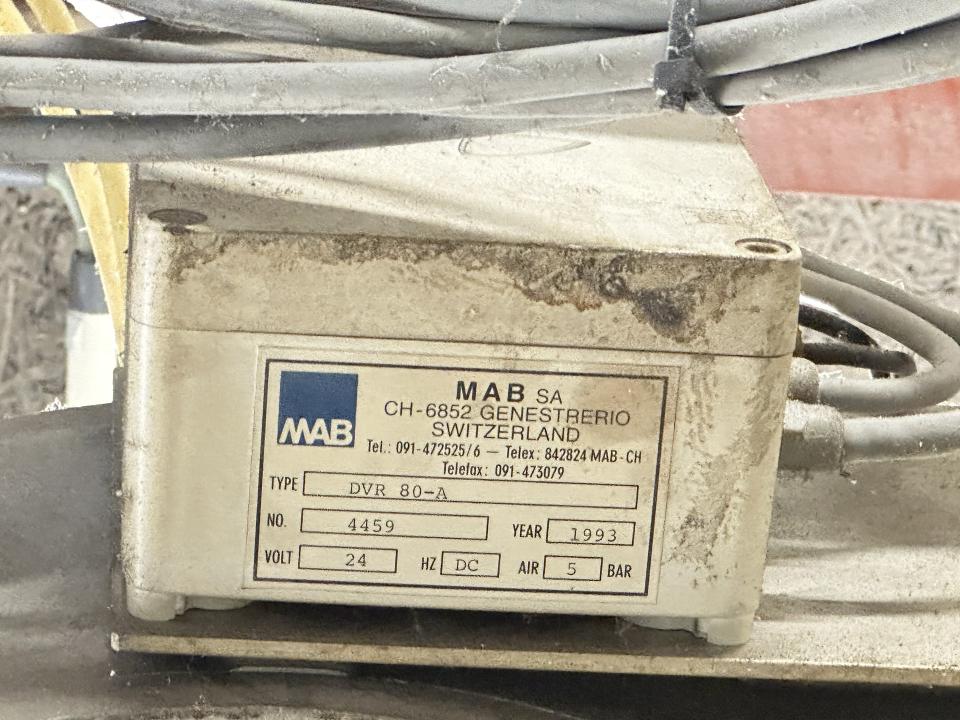 MAB
MAB SA
CH-6852 GENESTRERIO
SWITZERLAND
Tel.: 091-472525/6 — Telex: 842824 MAB-CH
Telefax: 091-473079
TYPE DVR 80-A
NO. 4459 YEAR 1993
VOLT 24 HZ DC AIR 5 BAR